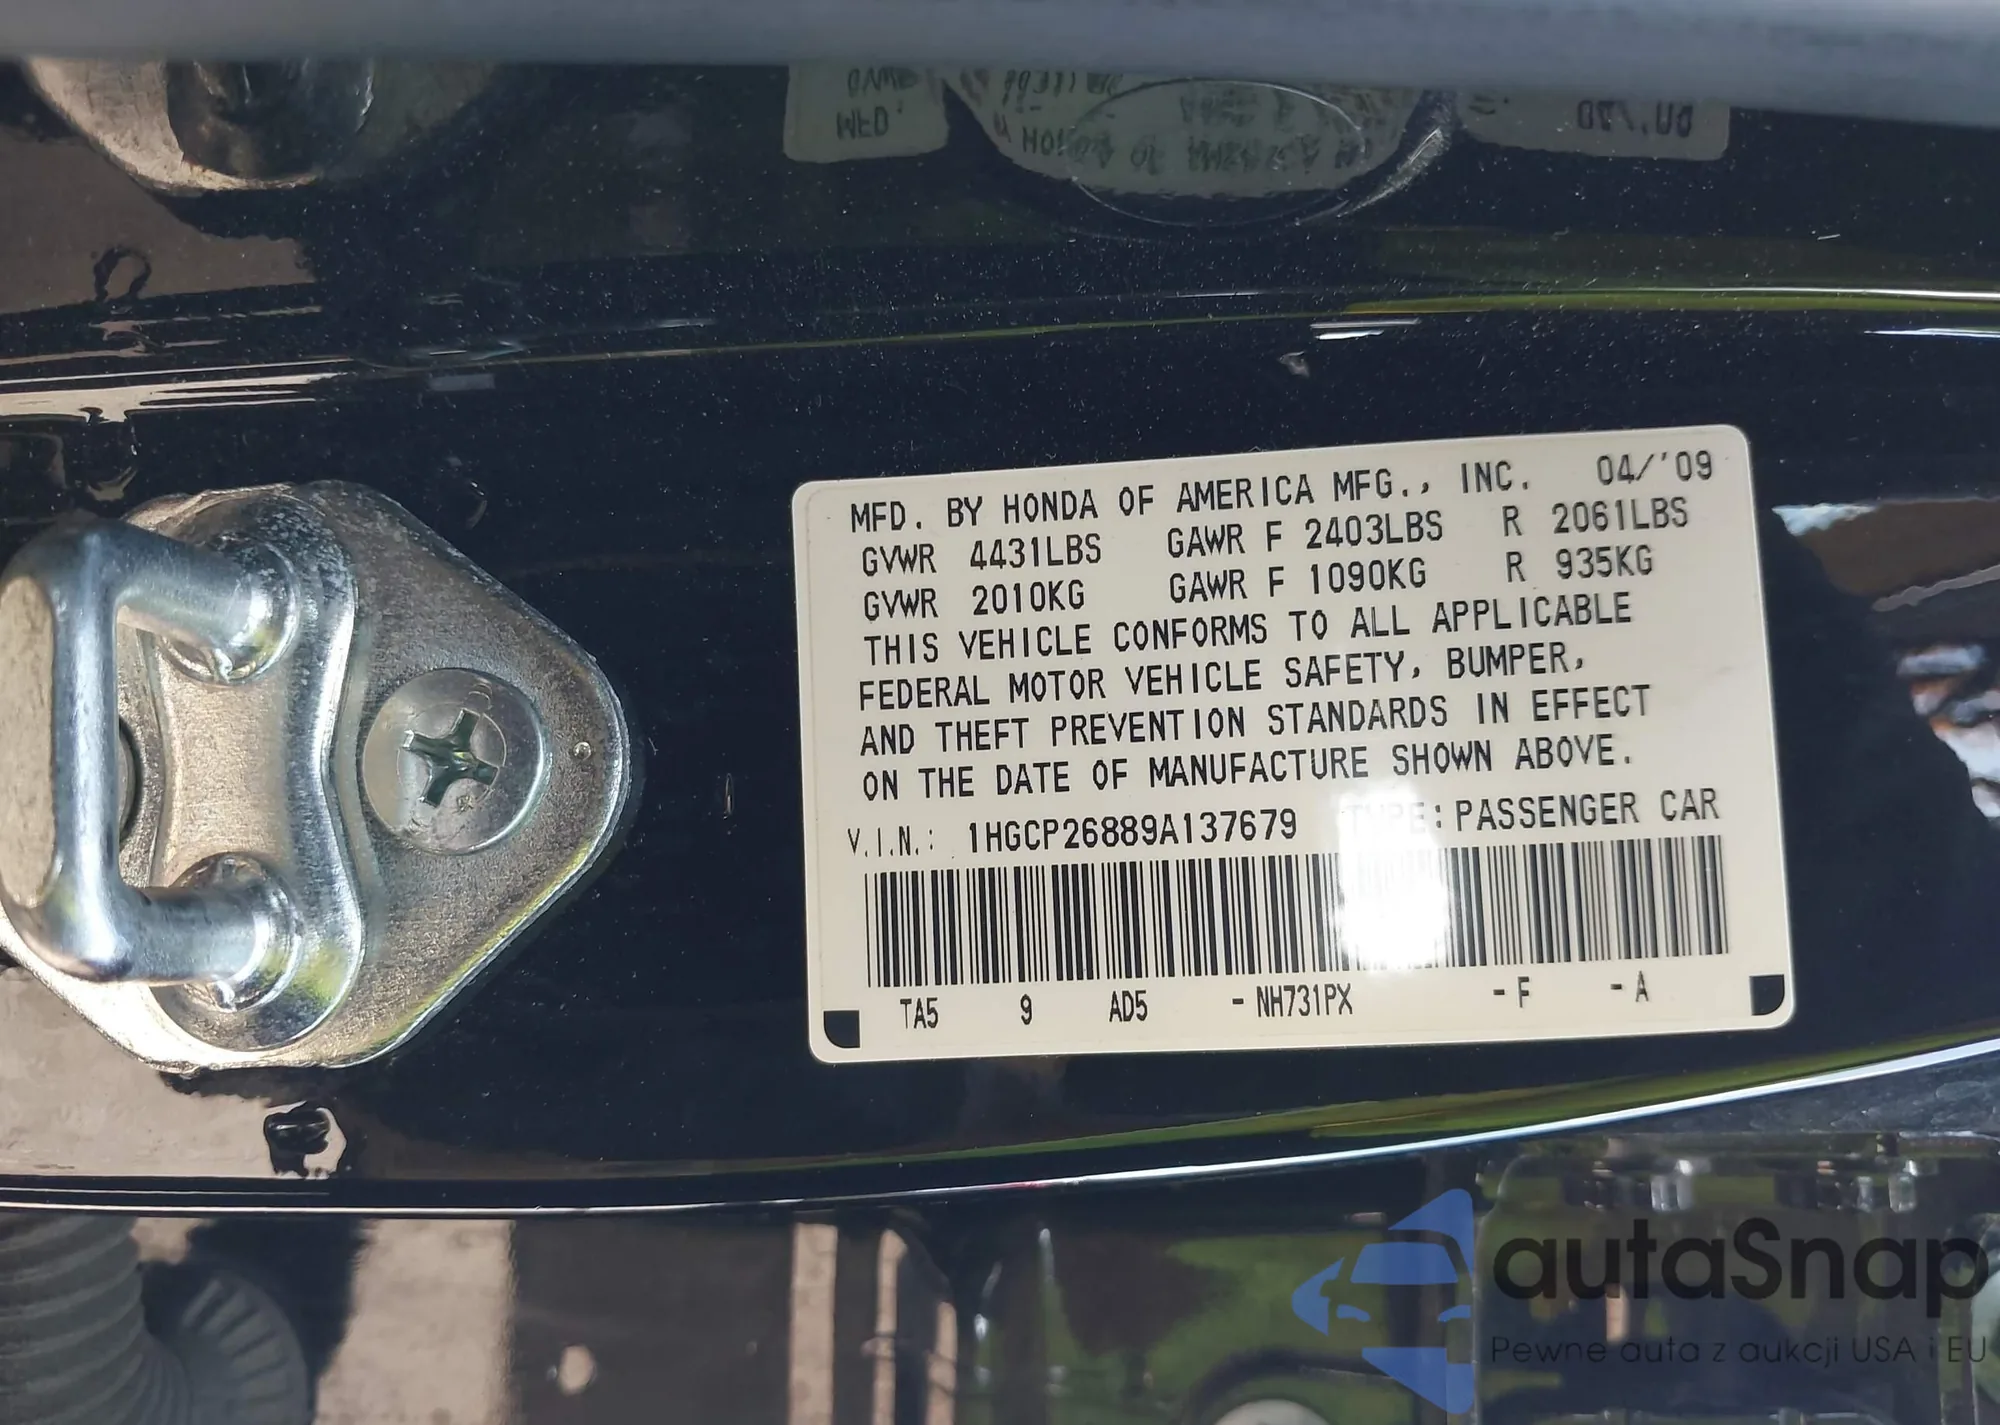 MFD. BY HONDA OF AMERICA MFG., INC. 04/'09
GVWR 4431LBS GAWR F 2403LBS R 2061LBS
GVWR 2010KG GAWR F 1090KG R 935KG
THIS VEHICLE CONFORMS TO ALL APPLICABLE
FEDERAL MOTOR VEHICLE SAFETY, BUMPER,
AND THEFT PREVENTION STANDARDS IN EFFECT
ON THE DATE OF MANUFACTURE SHOWN ABOVE.
V.I.N.: 1HGCP26889A137679 TYPE: PASSENGER CAR
TA5 9 AD5 - NH731PX - F - A
autaSnap
Pewne auta z aukcji USA i EU